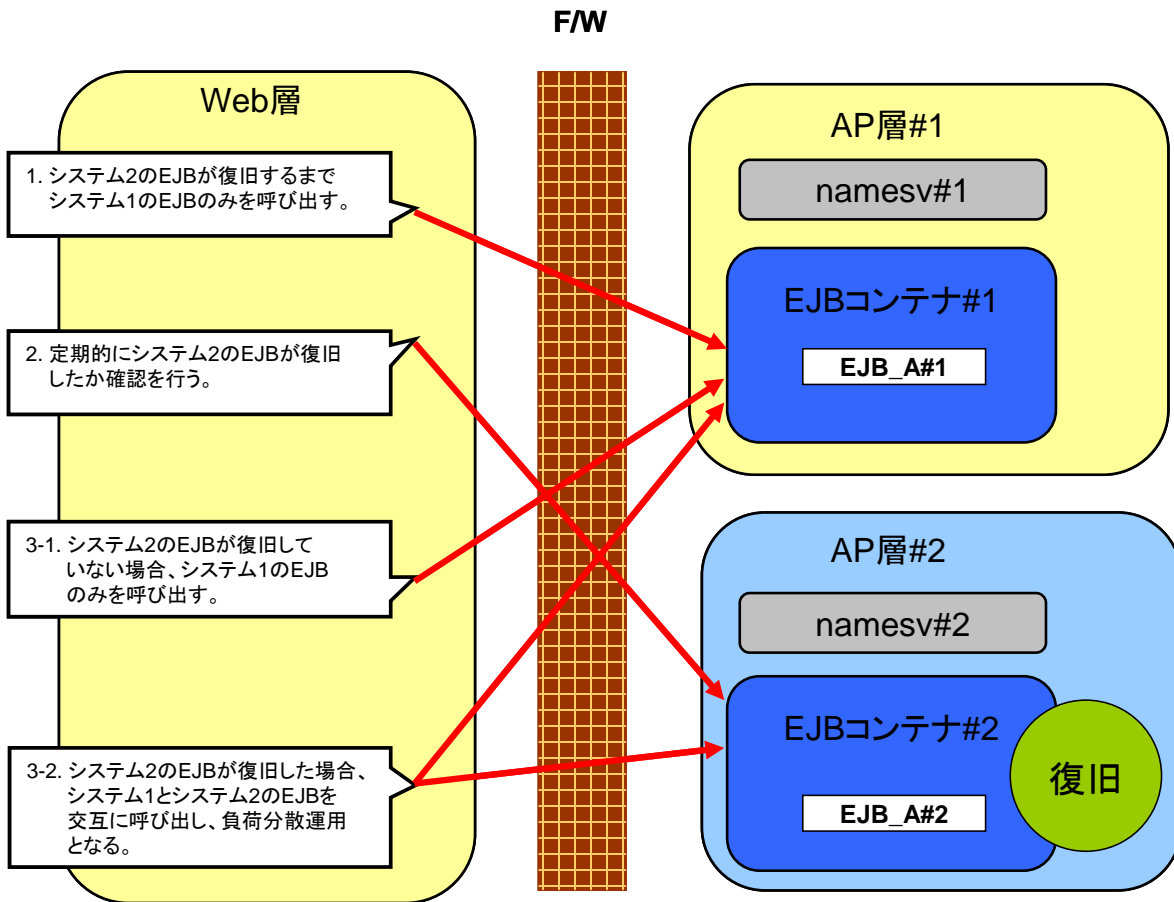 F/W
Web層
1. システム2のEJBが復旧するまで
システム1のEJBのみを呼び出す。
2. 定期的にシステム2のEJBが復旧
したか確認を行う。
3-1. システム2のEJBが復旧して
いない場合、システム1のEJB
のみを呼び出す。
3-2. システム2のEJBが復旧した場合、
システム1とシステム2のEJBを
交互に呼び出し、負荷分散運用
となる。
AP層#1
namesv#1
EJBコンテナ#1
EJB_A#1
AP層#2
namesv#2
EJBコンテナ#2
EJB_A#2
復旧